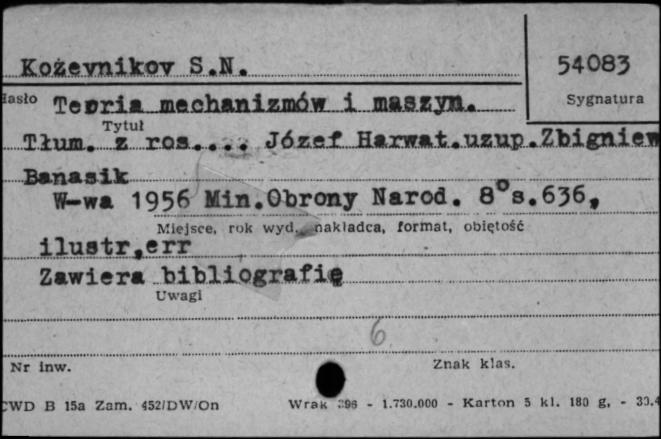 Kożevnikov S.N.
54083
Hasło
Sygnatura
Teoria mechanizmów i maszyn.
Tytuł
Tłum. z ros.... Józef Harwat.uzup.Zbigniew
Banasik
W-wa 1956 Min.Obrony Narod. 8°s.636,
Miejsce, rok wyd., nakładca, format, objętość
ilustr,err
Zawiera bibliografię
Uwagi
6
Nr inw.
Znak klas.
CWD B 15a Zam. 452/DW/On Wrak 396 - 1.730.000 - Karton 5 kl. 180 g, - 30.4